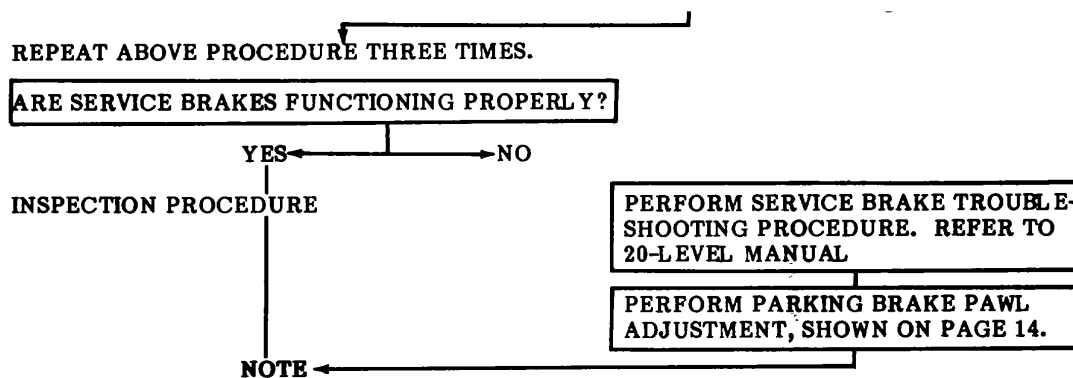 REPEAT ABOVE PROCEDURE THREE TIMES.
ARE SERVICE BRAKES FUNCTIONING PROPERLY?
YES NO
INSPECTION PROCEDURE
PERFORM SERVICE BRAKE TROUBLE-
SHOOTING PROCEDURE. REFER TO
20-LEVEL MANUAL
PERFORM PARKING BRAKE PAWL
ADJUSTMENT, SHOWN ON PAGE 14.
NOTE